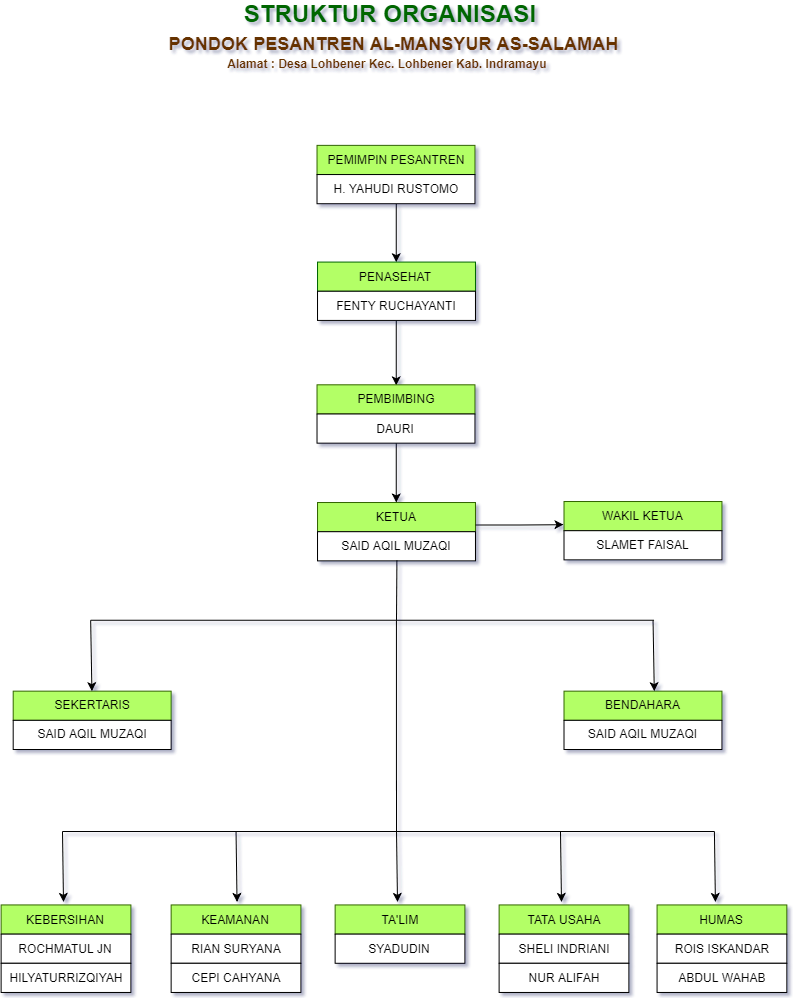 STRUKTUR ORGANISASI
PONDOK PESANTREN AL-MANSYUR AS-SALAMAH
Alamat : Desa Lohbener Kec. Lohbener Kab. Indramayu
PEMIMPIN PESANTREN
H. YAHUDI RUSTOMO
PENASEHAT
FENTY RUCHAYANTI
PEMBIMBING
DAURI
KETUA
SAID AQIL MUZAQI
WAKIL KETUA
SLAMET FAISAL
SEKERTARIS
SAID AQIL MUZAQI
BENDAHARA
SAID AQIL MUZAQI
KEBERSIHAN
ROCHMATUL JN
HILYATURRIZQIYAH
KEAMANAN
RIAN SURYANA
CEPI CAHYANA
TA'LIM
SYADUDIN
TATA USAHA
SHELI INDRIANI
NUR ALIFAH
HUMAS
ROIS ISKANDAR
ABDUL WAHAB